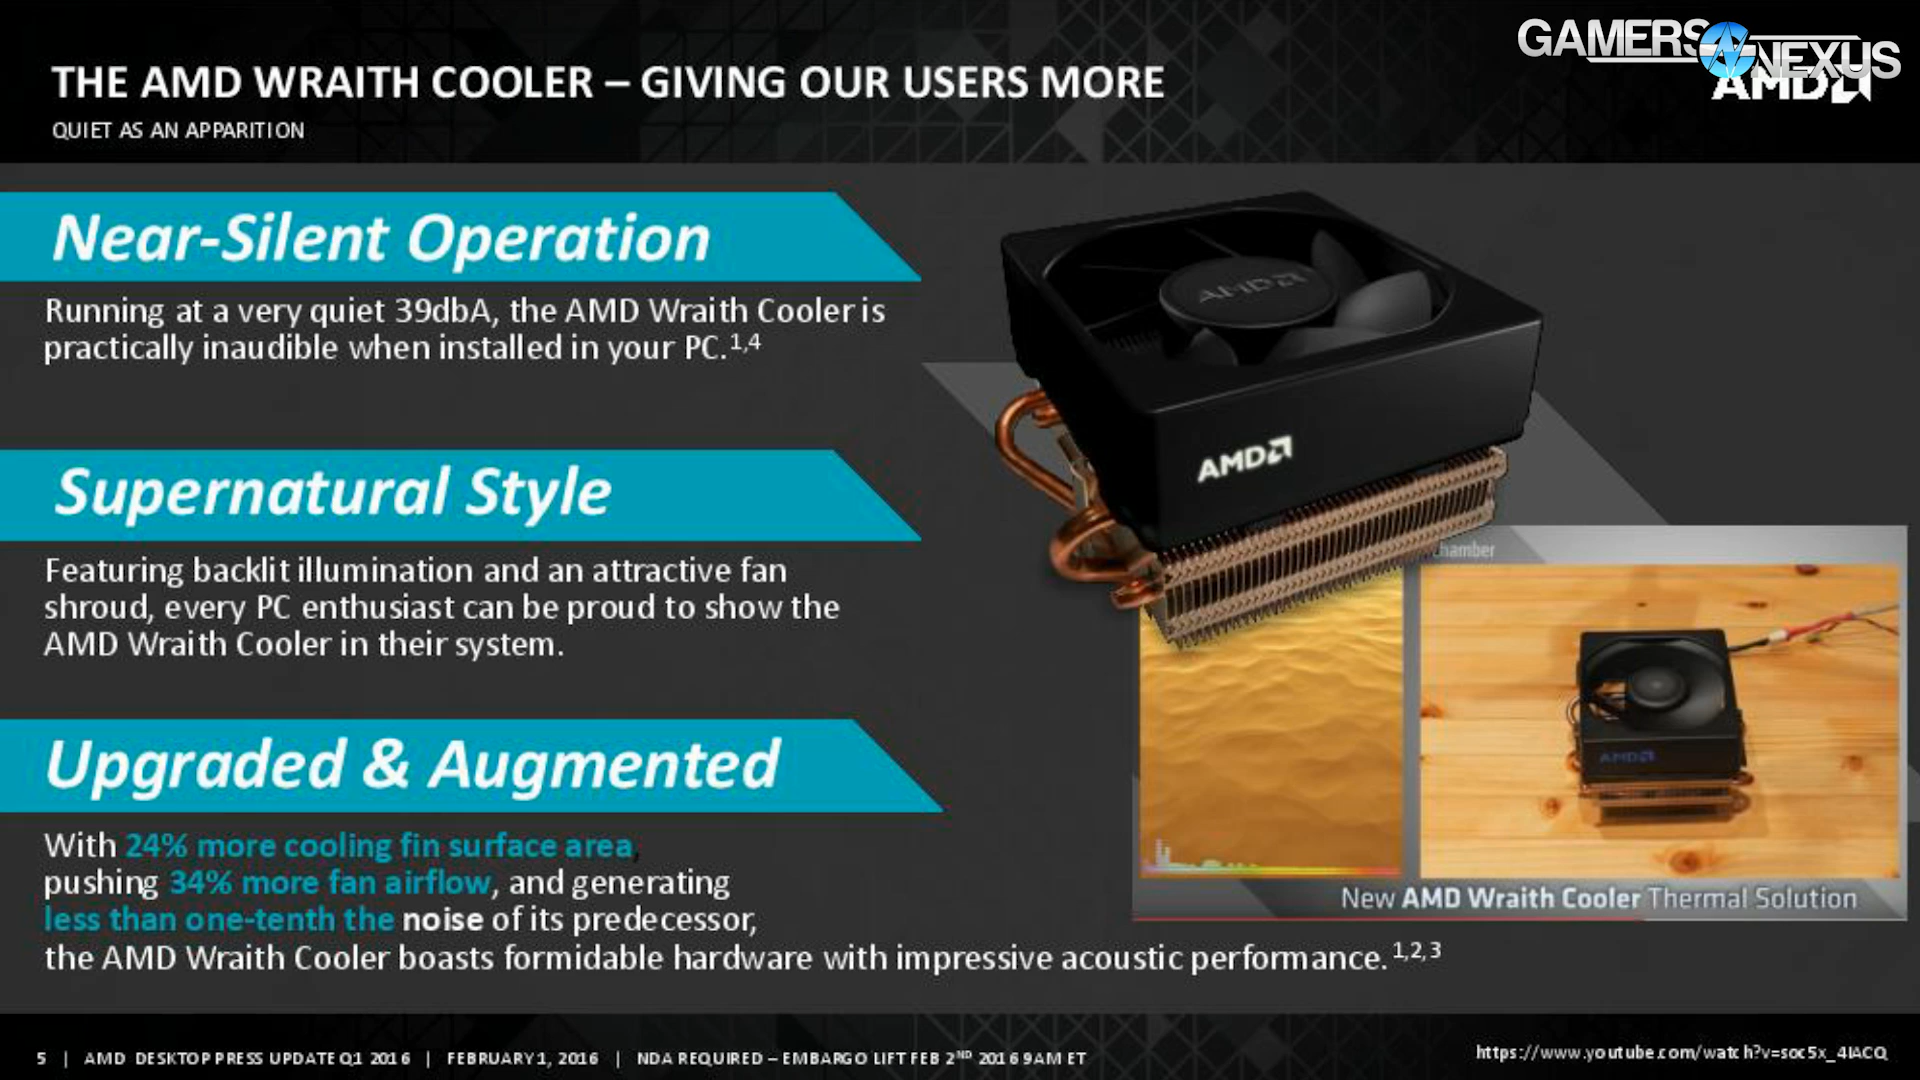 GAMERS NEXUS
AMD
THE AMD WRAITH COOLER – GIVING OUR USERS MORE
QUIET AS AN APPARITION
Near-Silent Operation
Running at a very quiet 39dbA, the AMD Wraith Cooler is
practically inaudible when installed in your PC.1,4
AMD
AMD
Supernatural Style
Featuring backlit illumination and an attractive fan
shroud, every PC enthusiast can be proud to show the
AMD Wraith Cooler in their system.
chamber
AMD
New AMD Wraith Cooler Thermal Solution
Upgraded & Augmented
With 24% more cooling fin surface area,
pushing 34% more fan airflow, and generating
less than one-tenth the noise of its predecessor,
the AMD Wraith Cooler boasts formidable hardware with impressive acoustic performance. 1,2,3
5 | AMD DESKTOP PRESS UPDATE Q1 2016 | FEBRUARY 1, 2016 | NDA REQUIRED – EMBARGO LIFT FEB 2ND 2016 9AM ET
https://www.youtube.com/watch?v=soc5x_4IACQ